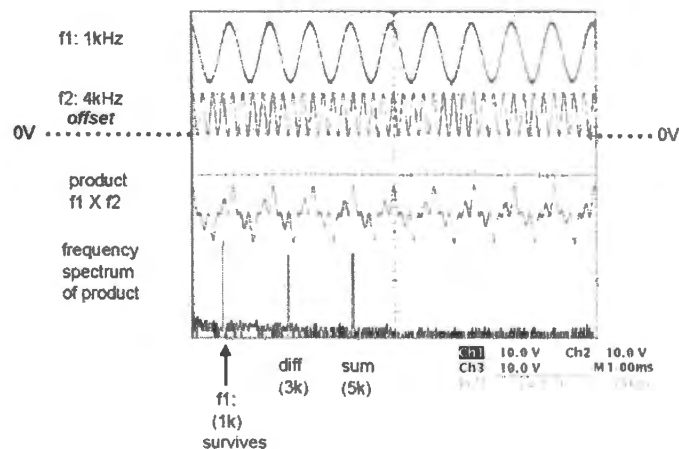 f1: 1kHz
f2: 4kHz
offset
0V
0V
product
f1 X f2
frequency
spectrum
of product
Ch1 10.0 V Ch2 10.0 V
Ch3 10.0 V M 1.00ms
diff
(3k)
sum
(5k)
f1:
(1k)
survives